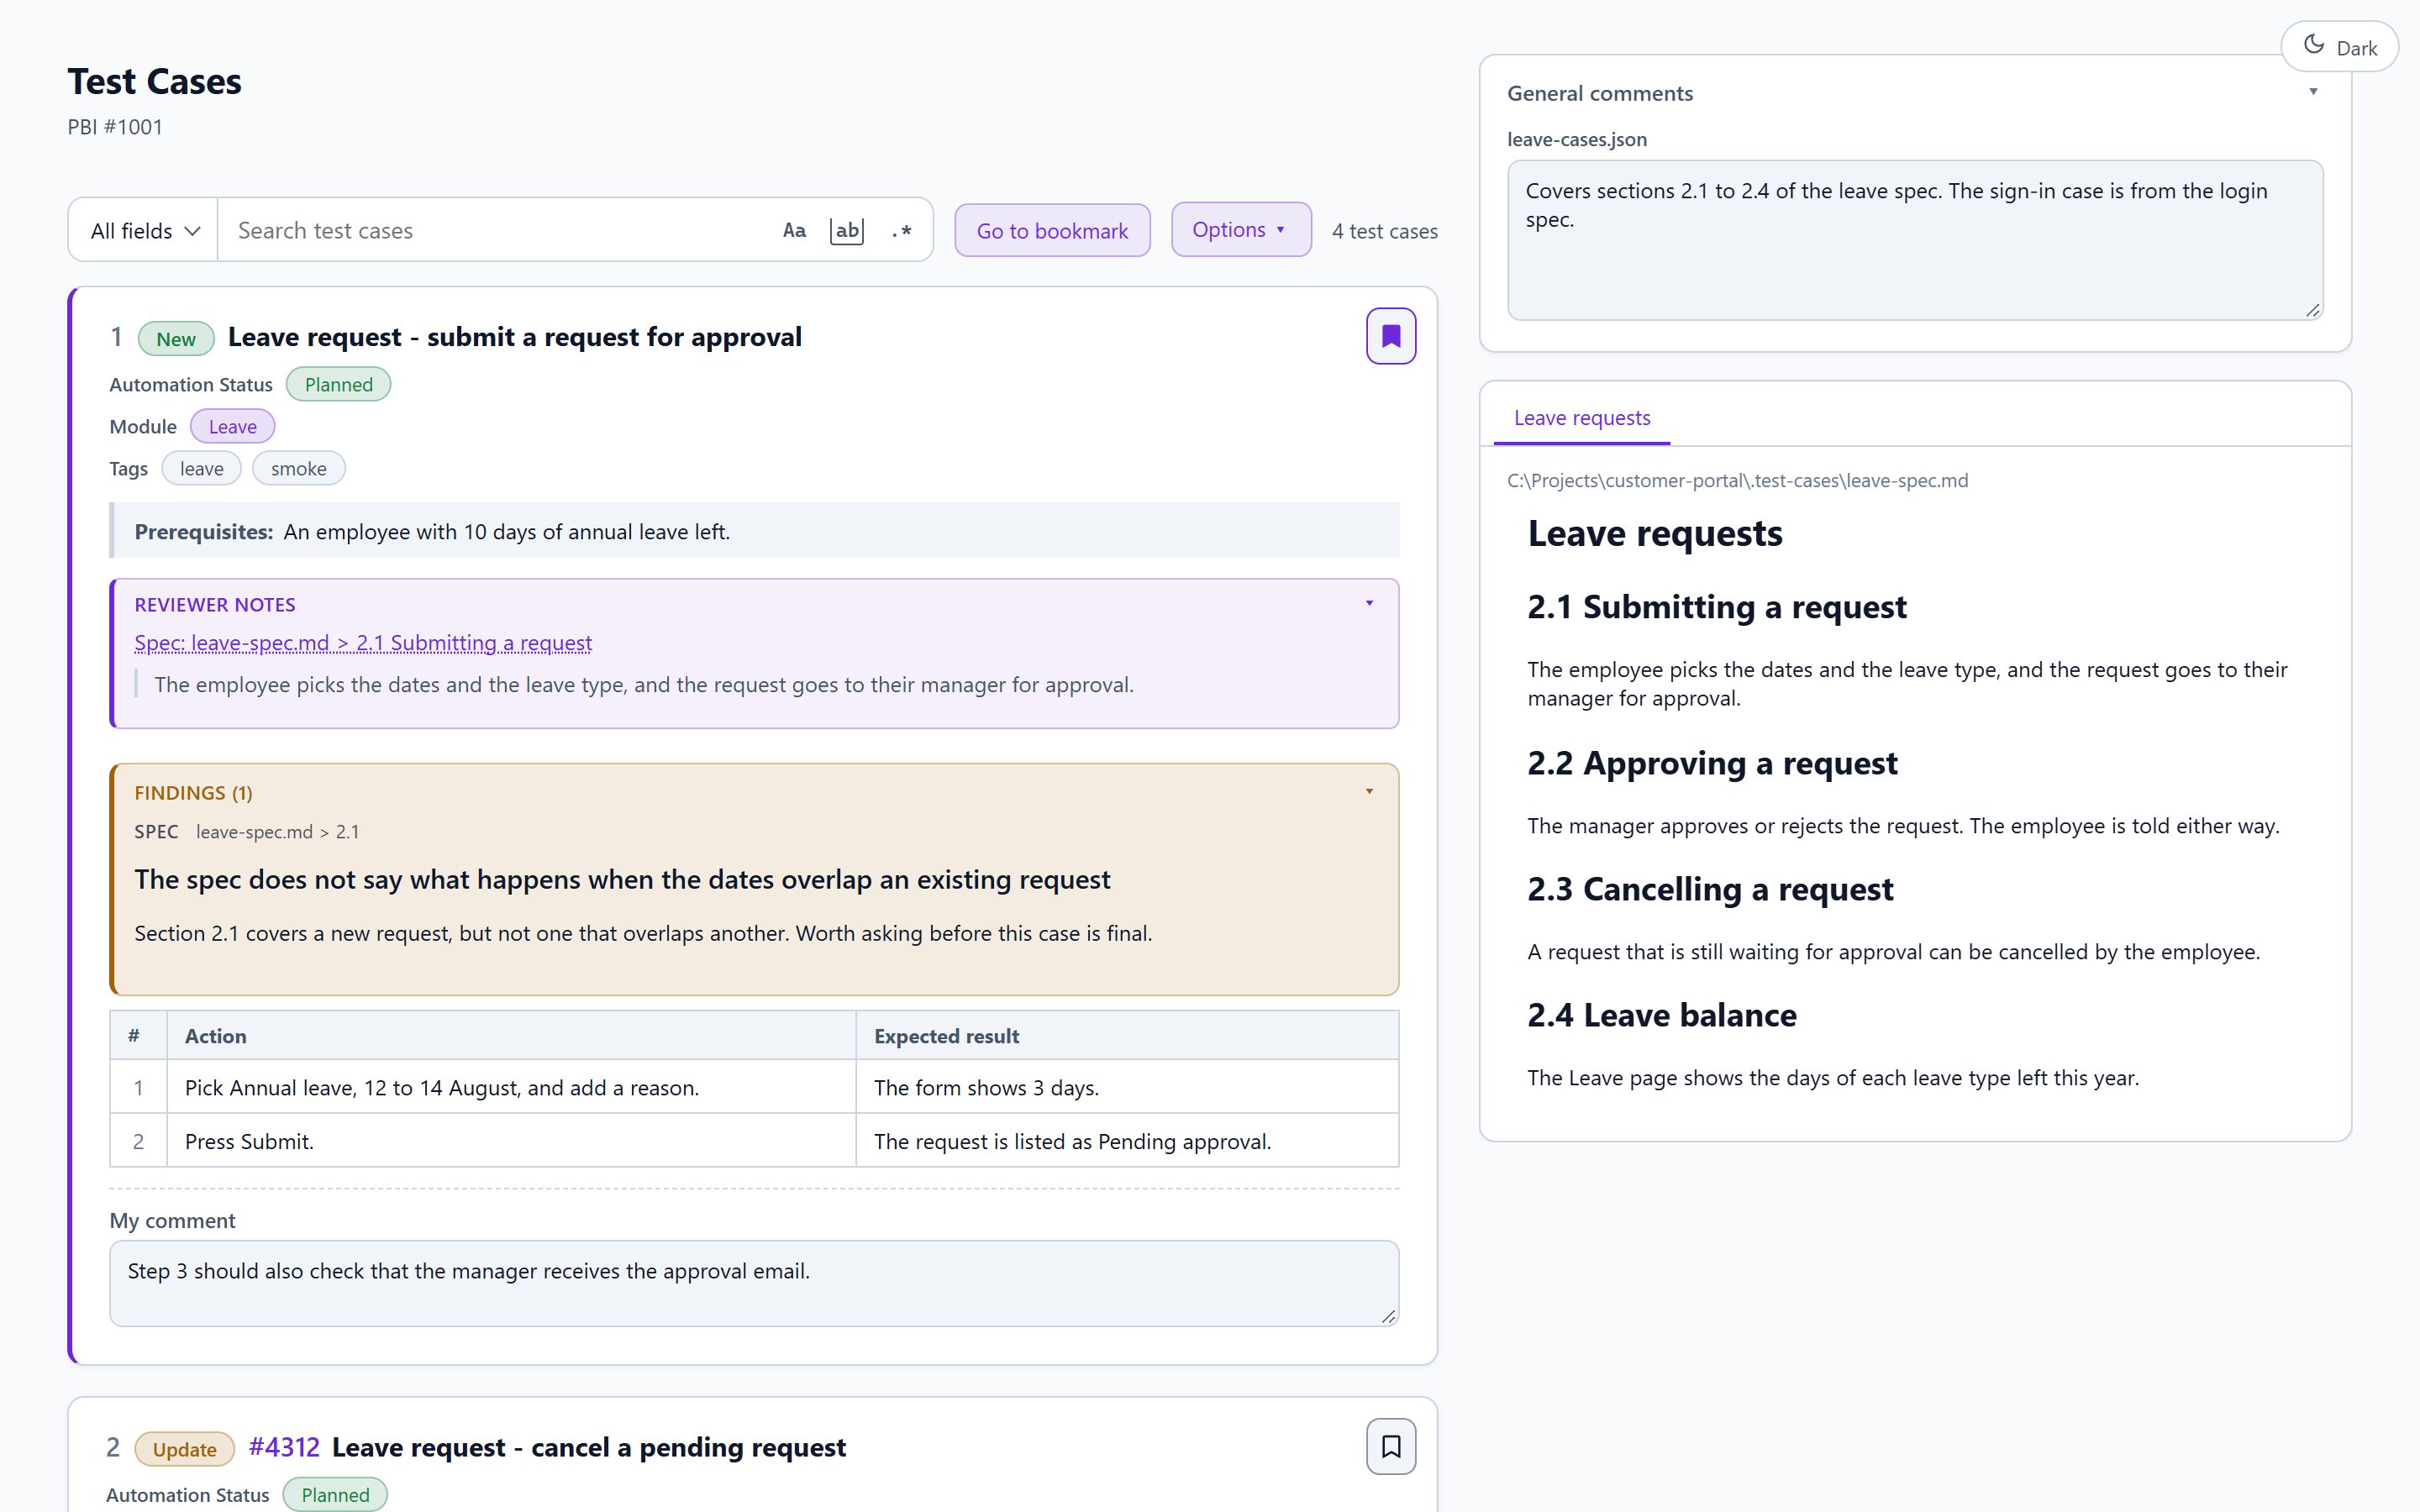 Dark
Test Cases
PBI #1001
All fields
Search test cases
Aa
ab
.*
Go to bookmark
Options
4 test cases
1 New Leave request - submit a request for approval
Automation Status Planned
Module Leave
Tags leave smoke
Prerequisites: An employee with 10 days of annual leave left.
REVIEWER NOTES
Spec: leave-spec.md > 2.1 Submitting a request
The employee picks the dates and the leave type, and the request goes to their manager for approval.
FINDINGS (1)
SPEC leave-spec.md > 2.1
The spec does not say what happens when the dates overlap an existing request
Section 2.1 covers a new request, but not one that overlaps another. Worth asking before this case is final.
# Action Expected result
1 Pick Annual leave, 12 to 14 August, and add a reason. The form shows 3 days.
2 Press Submit. The request is listed as Pending approval.
My comment
Step 3 should also check that the manager receives the approval email.
2 Update #4312 Leave request - cancel a pending request
Automation Status Planned
General comments
leave-cases.json
Covers sections 2.1 to 2.4 of the leave spec. The sign-in case is from the login
spec.
Leave requests
C:\Projects\customer-portal\.test-cases\leave-spec.md
Leave requests
2.1 Submitting a request
The employee picks the dates and the leave type, and the request goes to their
manager for approval.
2.2 Approving a request
The manager approves or rejects the request. The employee is told either way.
2.3 Cancelling a request
A request that is still waiting for approval can be cancelled by the employee.
2.4 Leave balance
The Leave page shows the days of each leave type left this year.